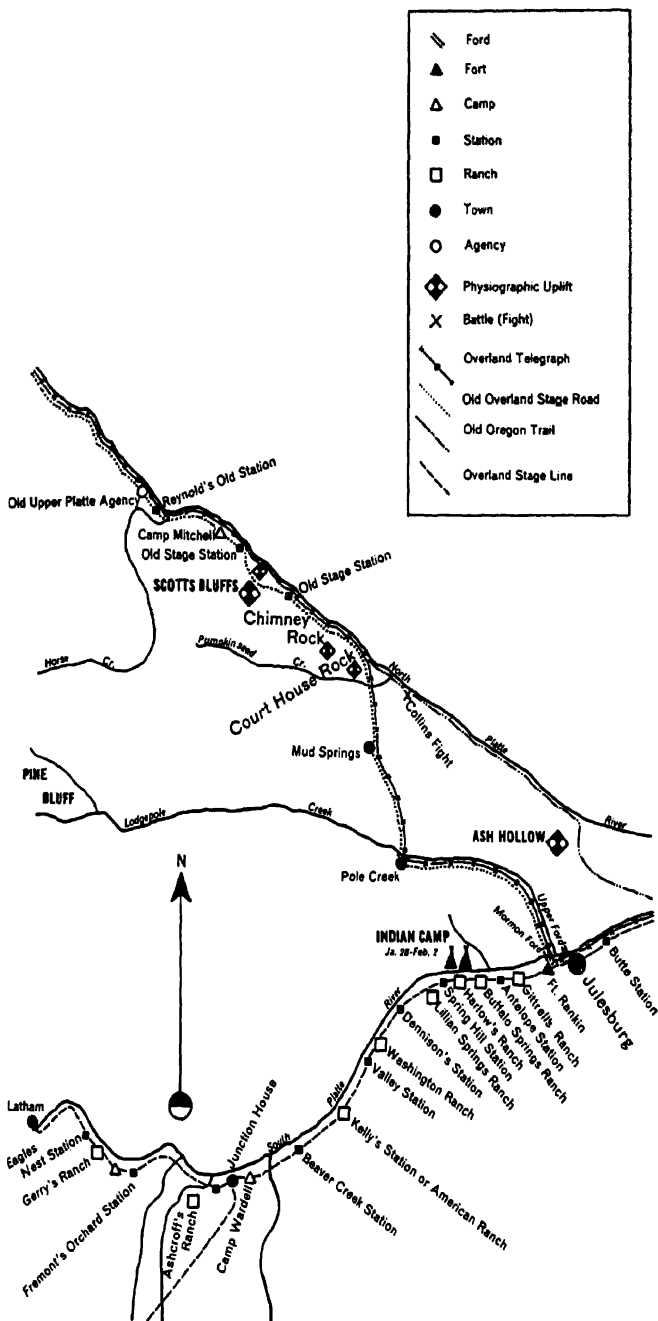 Ford
Fort
Camp
Station
Ranch
Town
Agency
Physiographic Uplift
Battle (Fight)
Overland Telegraph
Old Overland Stage Road
Old Oregon Trail
Overland Stage Line
Old Upper Platte Agency
Reynold's Old Station
Camp Mitchell
Old Stage Station
SCOTTS BLUFFS
Old Stage Station
Chimney
Rock
Pumpkin seed
Cr.
Horse
Cr.
Court House Rock
North
Platte
River
Collins Fight
Mud Springs
PINE
BLUFF
Lodgepole
Creek
ASH HOLLOW
Pole Creek
N
Mormon Ford
Upper Ford
INDIAN CAMP
Ja. 28-Feb. 2
Butte Station
Julesburg
Ft. Rankin
Gittrell's Ranch
Antelope Station
Buffalo Springs Ranch
Harlow's Ranch
Spring Hill Station
Lillian Springs Ranch
River
Dennison's Station
Washington Ranch
Valley Station
Platte
Kelly's Station or American Ranch
South
Beaver Creek Station
Junction House
Camp Wardell
Ashcroff's
Ranch
Latham
Eagles
Nest Station
Gerry's Ranch
Fremont's Orchard Station